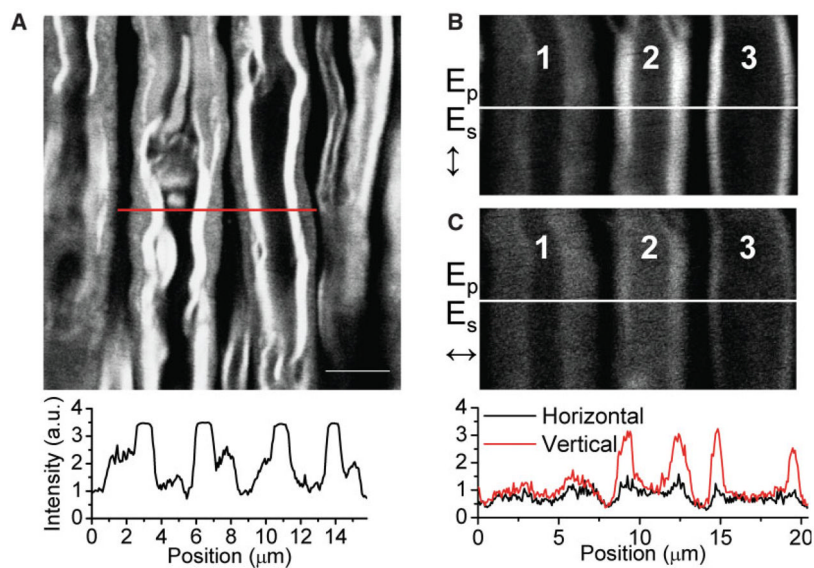 A
Intensity (a.u.)
4
3
2
1
0
0 2 4 6 8 10 12 14
Position (μm)
B
1 2 3
Ep
Es
↕
C
1 2 3
Ep
Es
↔
4
3
2
1
0
Horizontal
Vertical
0 5 10 15 20
Position (μm)